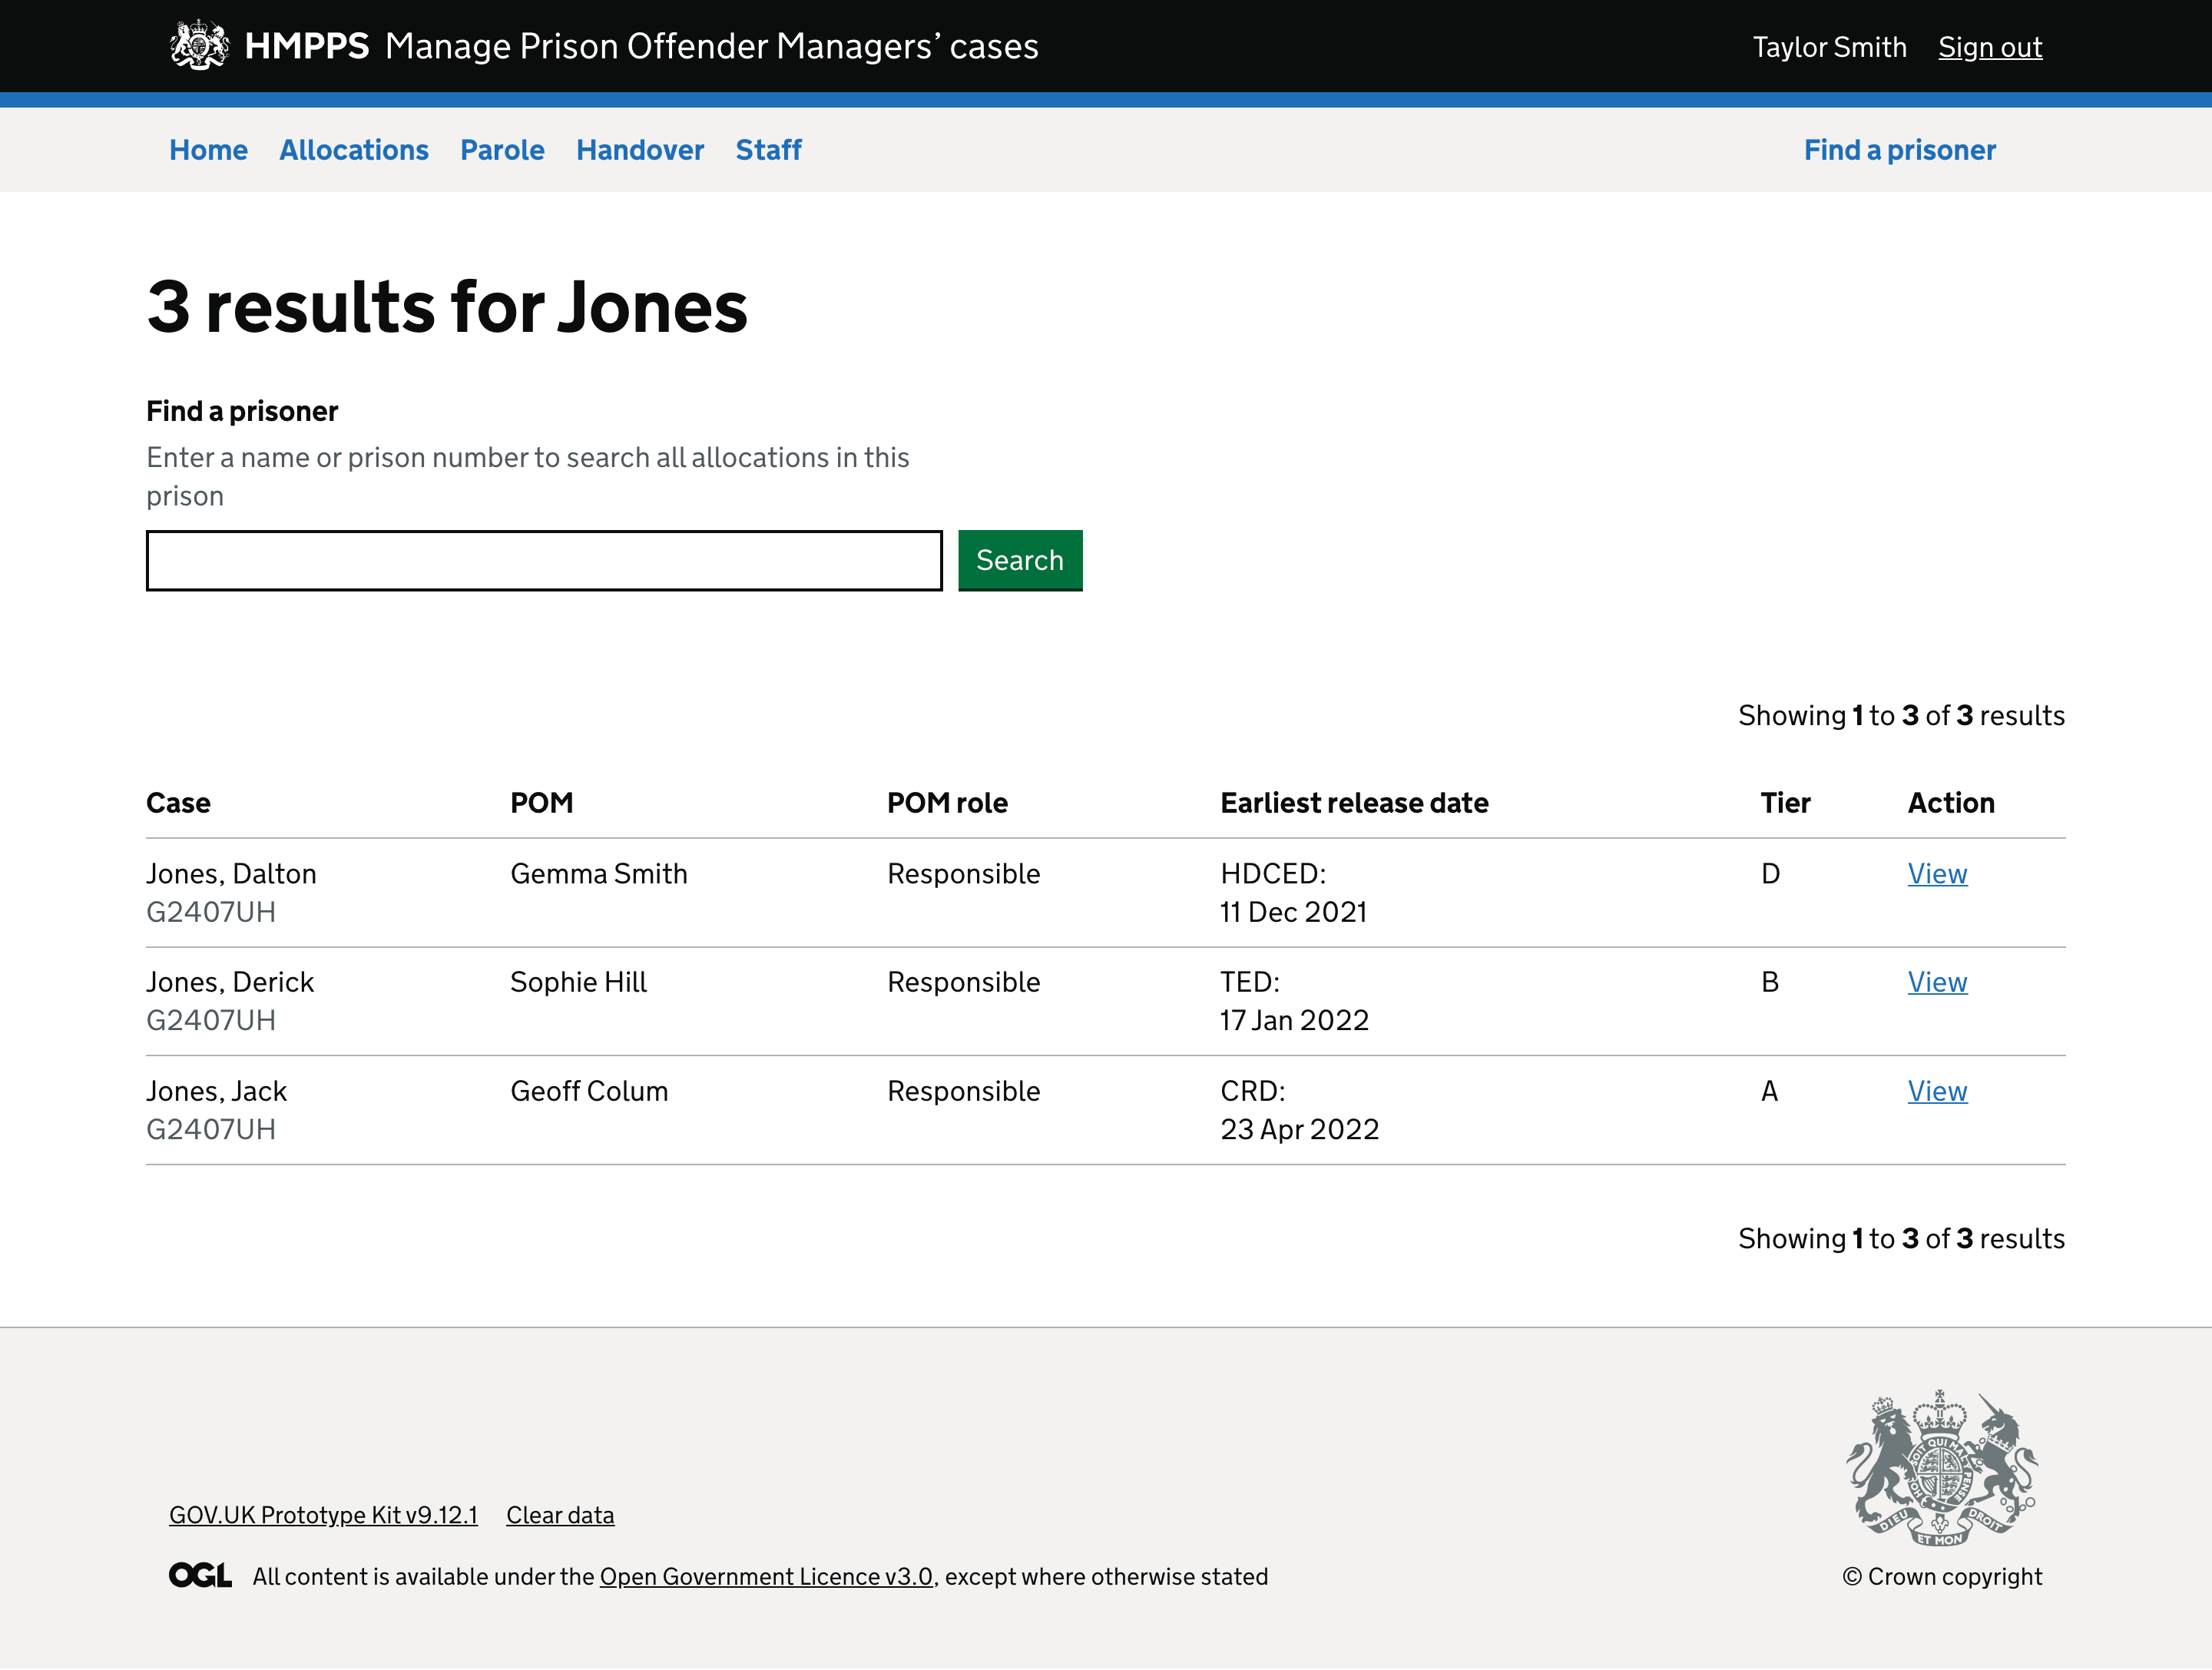 HMPPS Manage Prison Offender Managers’ cases Taylor Smith Sign out
Home Allocations Parole Handover Staff Find a prisoner
3 results for Jones
Find a prisoner
Enter a name or prison number to search all allocations in this
prison
Search
Showing 1 to 3 of 3 results
Case POM POM role Earliest release date Tier Action
Jones, Dalton Gemma Smith Responsible HDCED: D View
G2407UH 11 Dec 2021
Jones, Derick Sophie Hill Responsible TED: B View
G2407UH 17 Jan 2022
Jones, Jack Geoff Colum Responsible CRD: A View
G2407UH 23 Apr 2022
Showing 1 to 3 of 3 results
GOV.UK Prototype Kit v9.12.1 Clear data
DIEU ET MON DROIT
OGL All content is available under the Open Government Licence v3.0, except where otherwise stated © Crown copyright